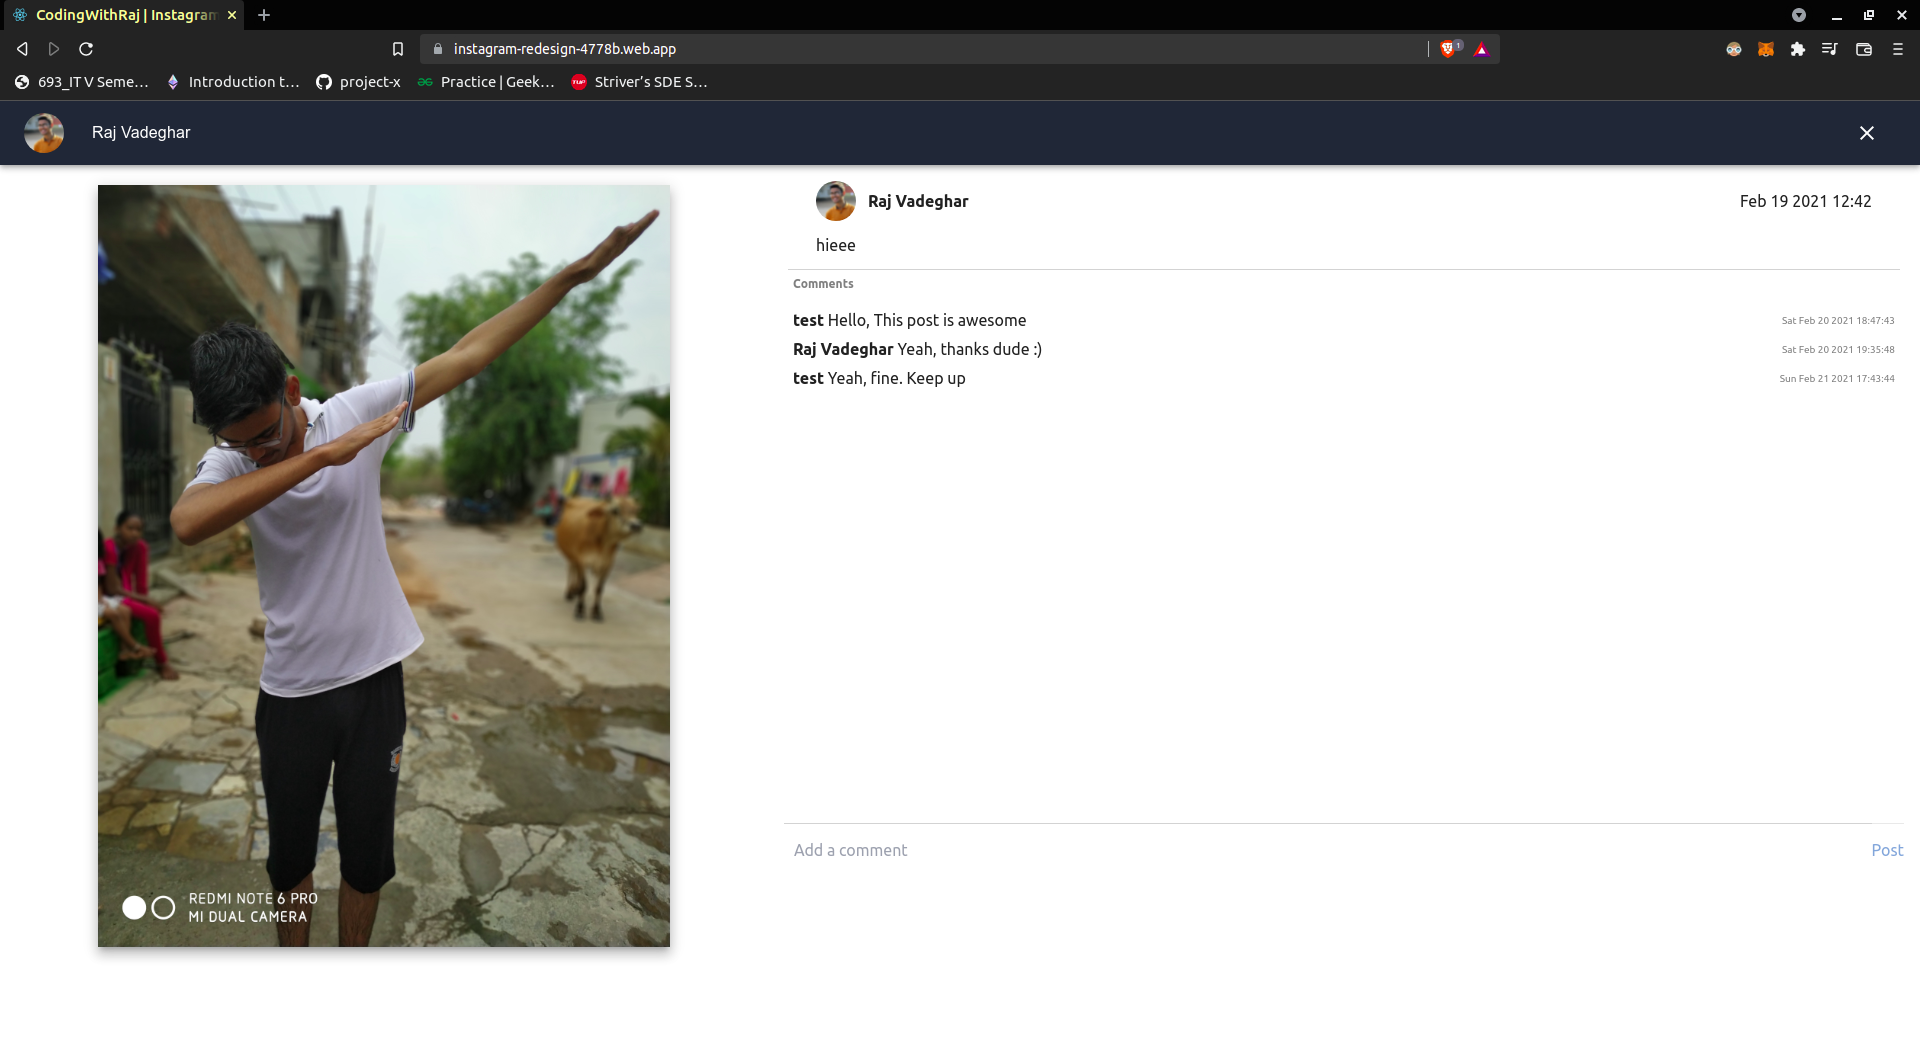 CodingWithRaj | Instagram
instagram-redesign-4778b.web.app
1
693_IT V Seme...
Introduction t...
project-x
Practice | Geek...
Striver's SDE S...
Raj Vadeghar
Raj Vadeghar
Feb 19 2021 12:42
hieee
Comments
test Hello, This post is awesome
Sat Feb 20 2021 18:47:43
Raj Vadeghar Yeah, thanks dude :)
Sat Feb 20 2021 19:35:48
test Yeah, fine. Keep up
Sun Feb 21 2021 17:43:44
Add a comment
Post
REDMI NOTE 6 PRO
MI DUAL CAMERA